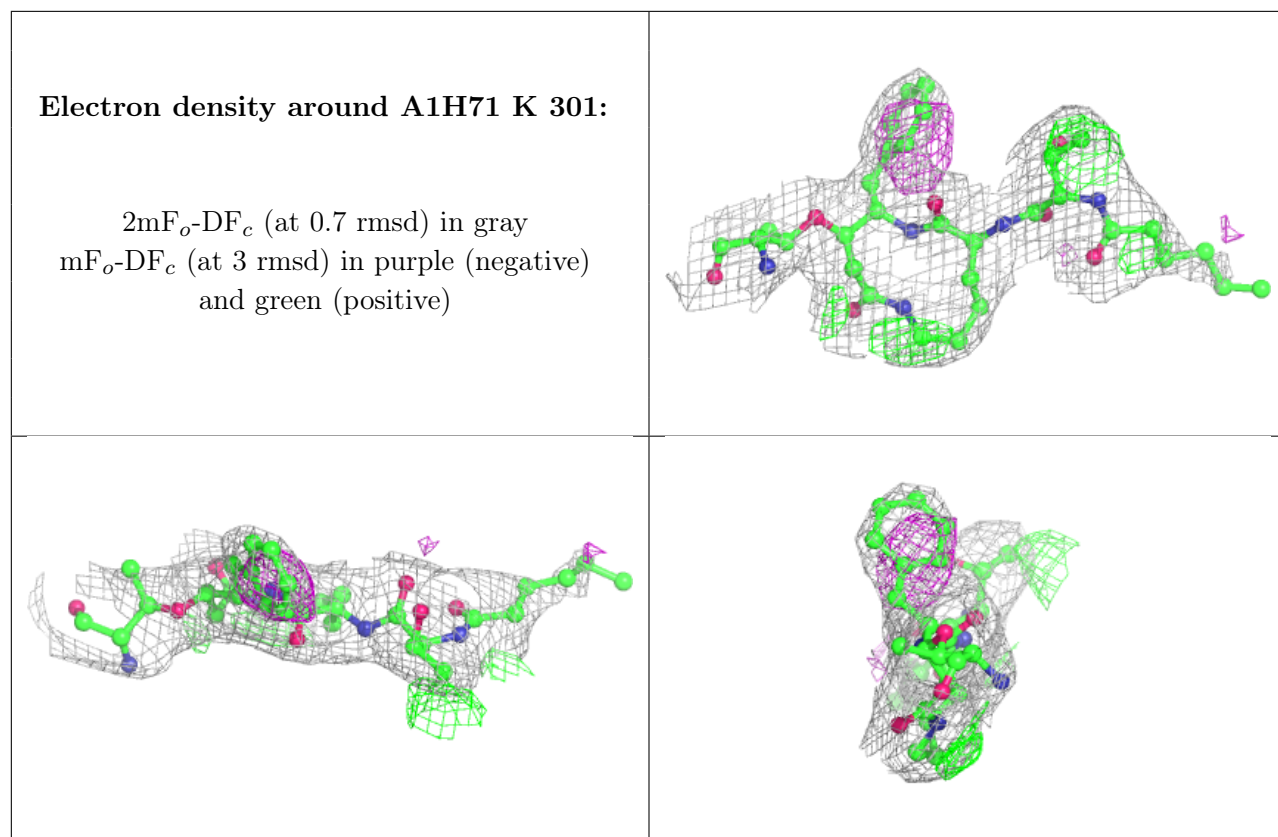 Electron density around A1H71 K 301:
2mFo-DFc (at 0.7 rmsd) in gray
mFo-DFc (at 3 rmsd) in purple (negative)
and green (positive)